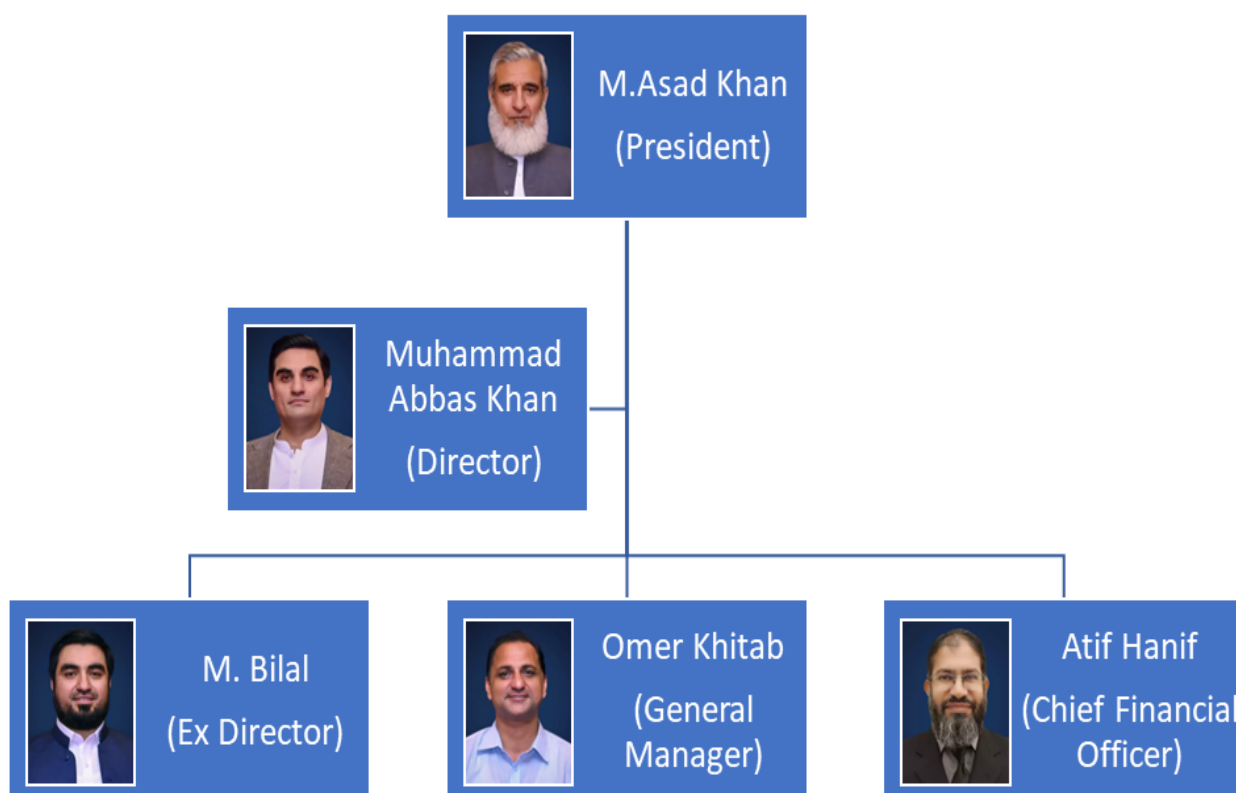 M.Asad Khan
(President)
Muhammad
Abbas Khan
(Director)
M. Bilal
(Ex Director)
Omer Khitab
(General
Manager)
Atif Hanif
(Chief Financial
Officer)